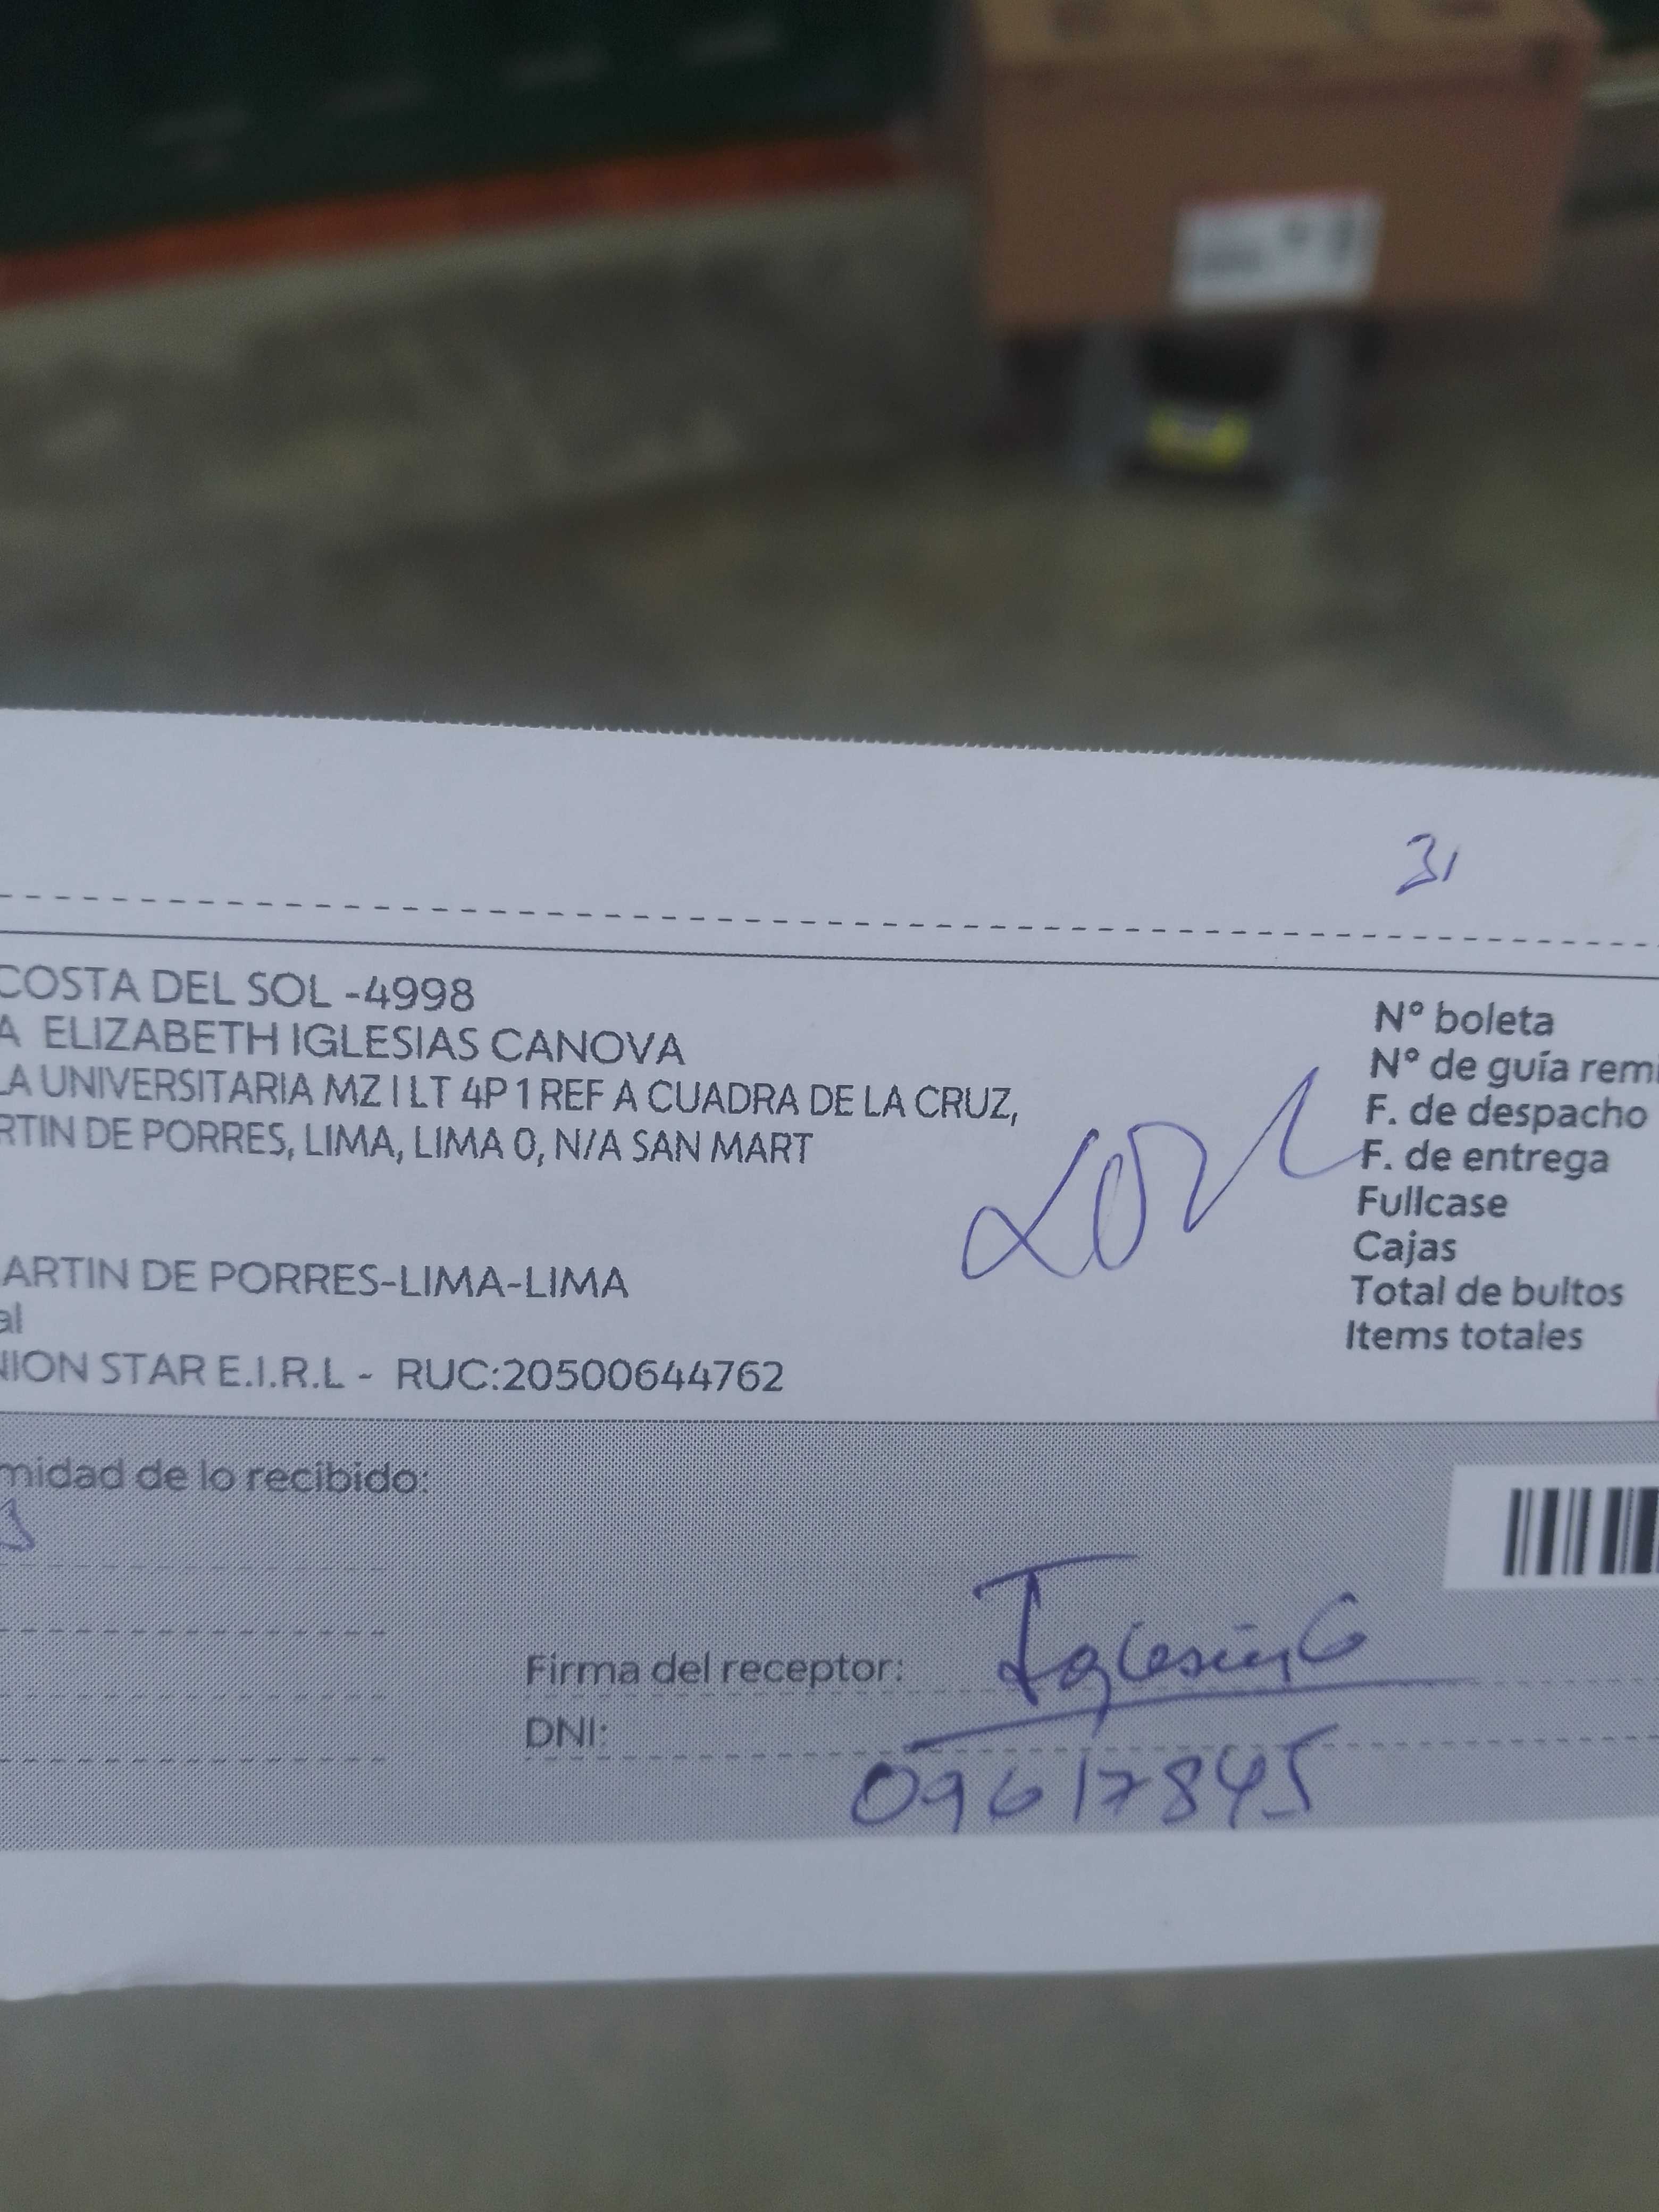 31
COSTA DEL SOL -4998
A ELIZABETH IGLESIAS CANOVA
LA UNIVERSITARIA MZ I LT 4P 1 REF A CUADRA DE LA CRUZ,
RTIN DE PORRES, LIMA, LIMA 0, N/A SAN MART
ARTIN DE PORRES-LIMA-LIMA
al
NION STAR E.I.R.L - RUC:20500644762
N° boleta
N° de guía remi
F. de despacho
F. de entrega
Fullcase
Cajas
Total de bultos
Items totales
midad de lo recibido:
Firma del receptor: Iglesias C
DNI:
09617845